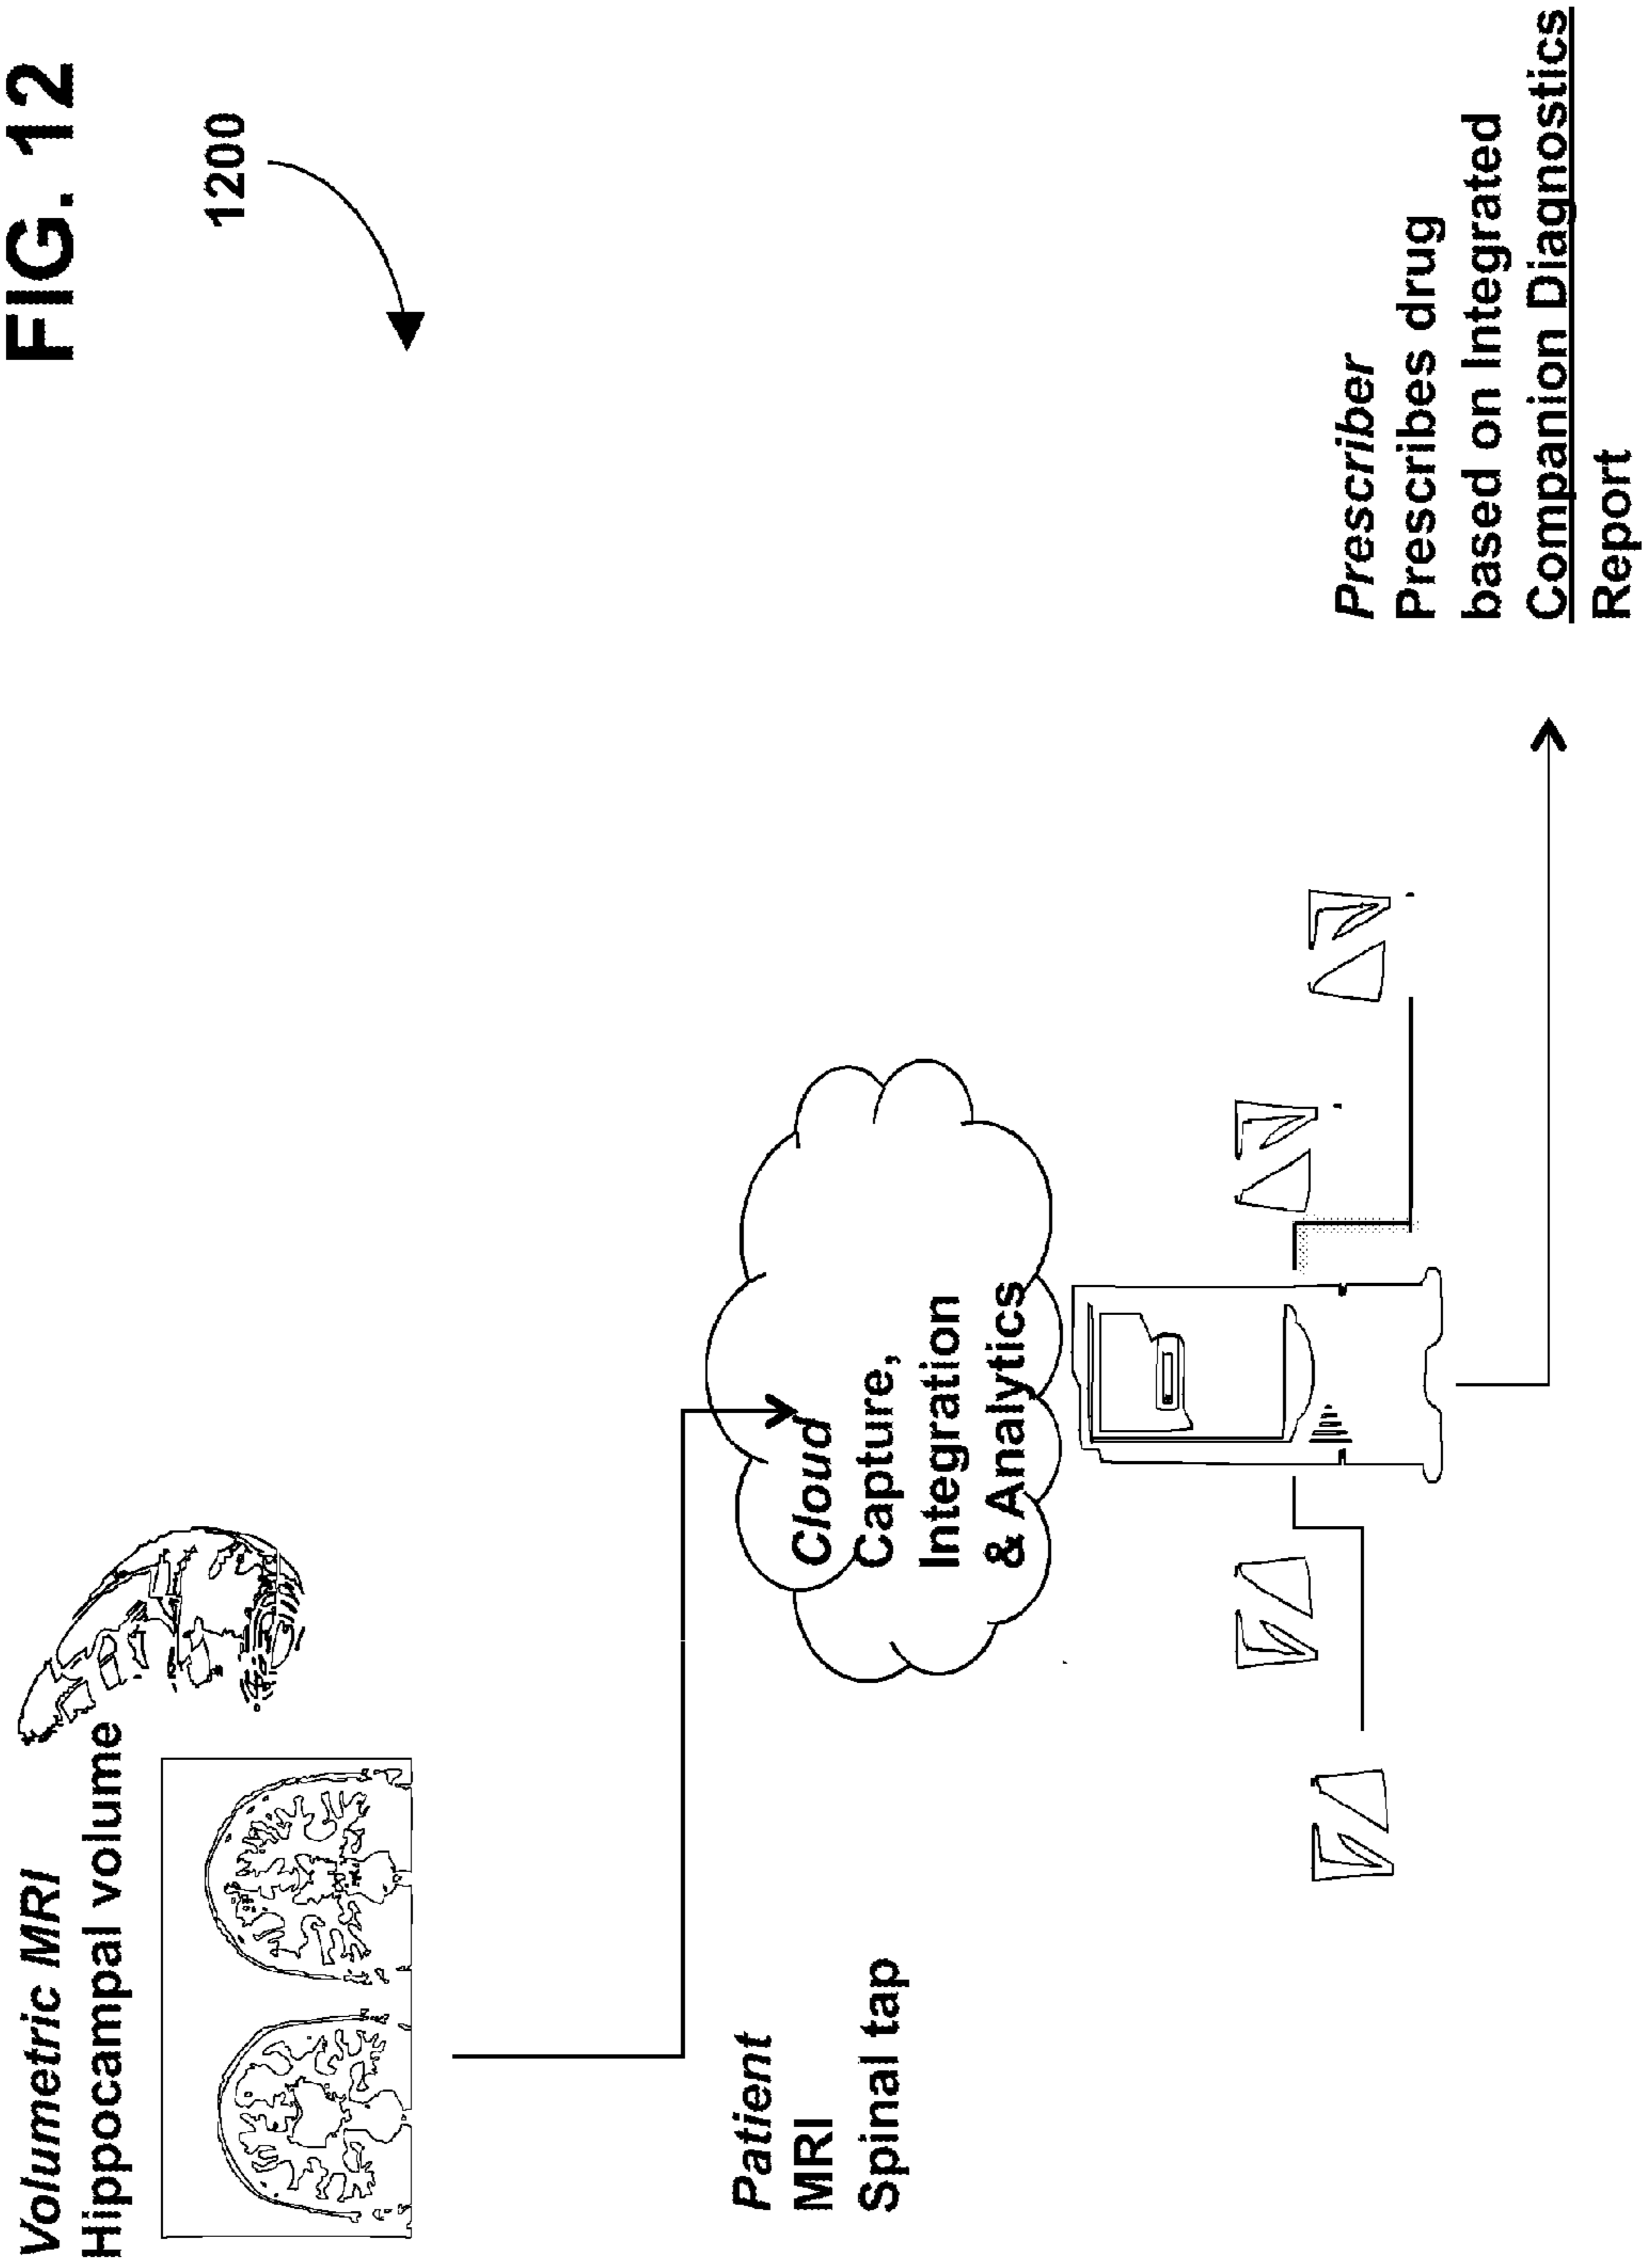 FIG. 12
1200
Volumetric MRI
Hippocampal volume
Patient
MRI
Spinal tap
Cloud
Capture,
Integration
& Analytics
Prescriber
Prescribes drug
based on Integrated
Companion Diagnostics
Report